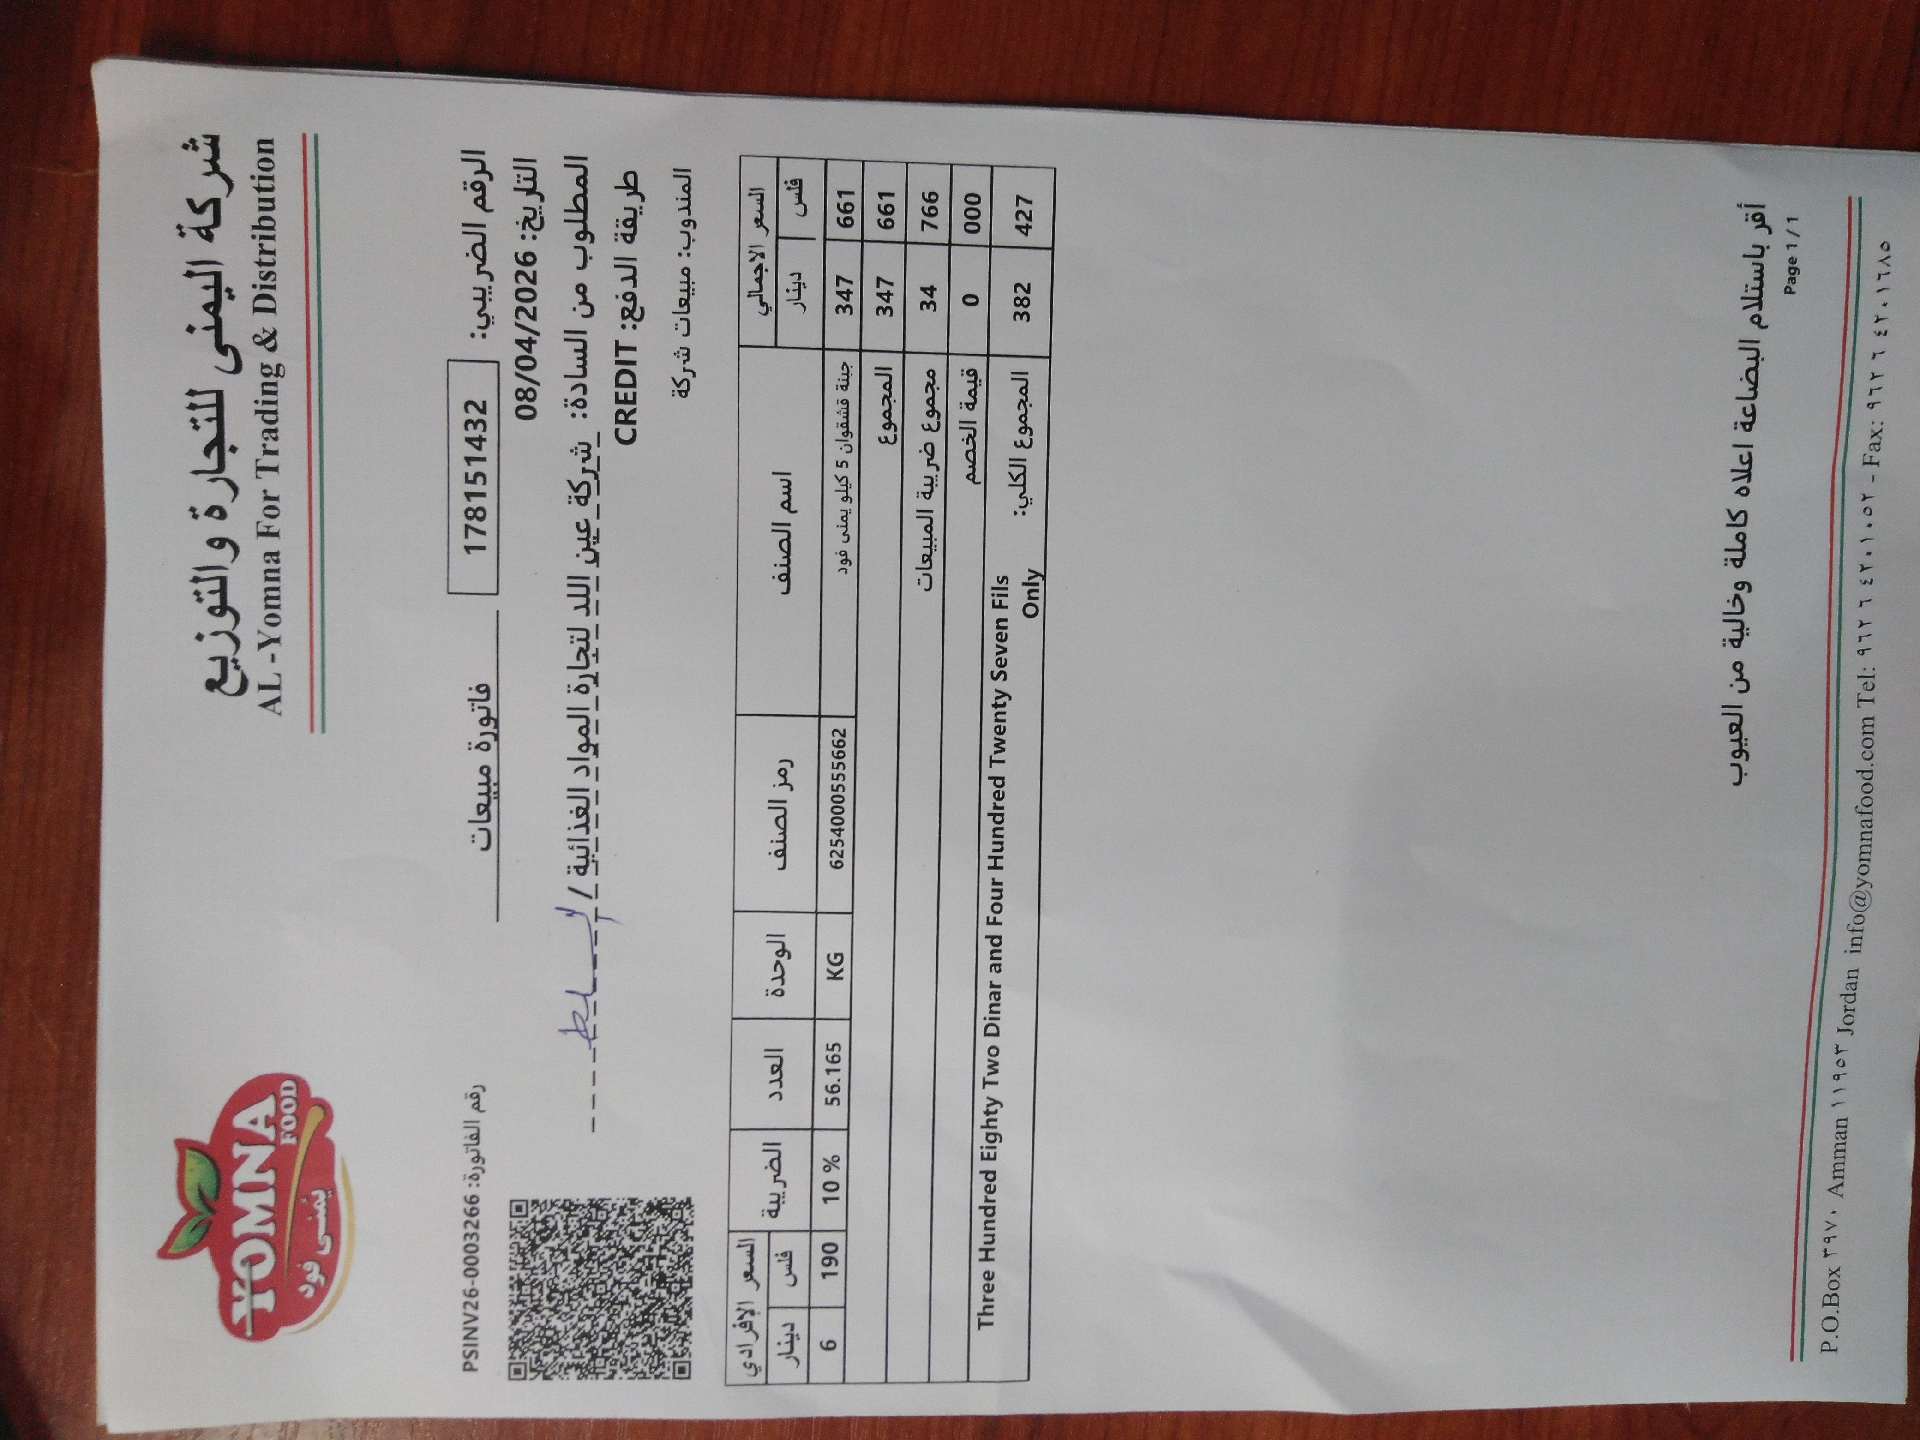 شركة اليمنى للتجارة والتوزيع
AL -Yomna For Trading & Distribution
YOMNA
FOOD
يمنى فود
الرقم الضريبي: 178151432
فاتورة مبيعات
رقم الفاتورة: PSINV26-0003266
التاريخ: 08/04/2026
المطلوب من السادة: شركة عين اللد لتجارة المواد الغذائية /
طريقة الدفع: CREDIT
المندوب: مبيعات شركة
السعر الاجمالي اسم الصنف رمز الصنف الوحدة العدد الضريبة السعر الإفرادي
دينار فلس دينار فلس
347 661 جبنة قشقوان 5 كيلو يمنى فود 6254000555662 KG 56.165 10 % 6 190
347 661 المجموع
34 766 مجموع ضريبة المبيعات
0 000 قيمة الخصم
382 427 المجموع الكلي: Three Hundred Eighty Two Dinar and Four Hundred Twenty Seven Fils
Only
أقر باستلام البضاعة اعلاه كاملة وخالية من العيوب
Page 1 / 1
P.O.Box ٣٩٧٠ Amman ١١٩٥٣ Jordan info@yomnafood.com Tel: ٩٦٢ ٦ ٤٢٠١٠٥٢ - Fax: ٩٦٢ ٦ ٤٢٠١٦٨٥